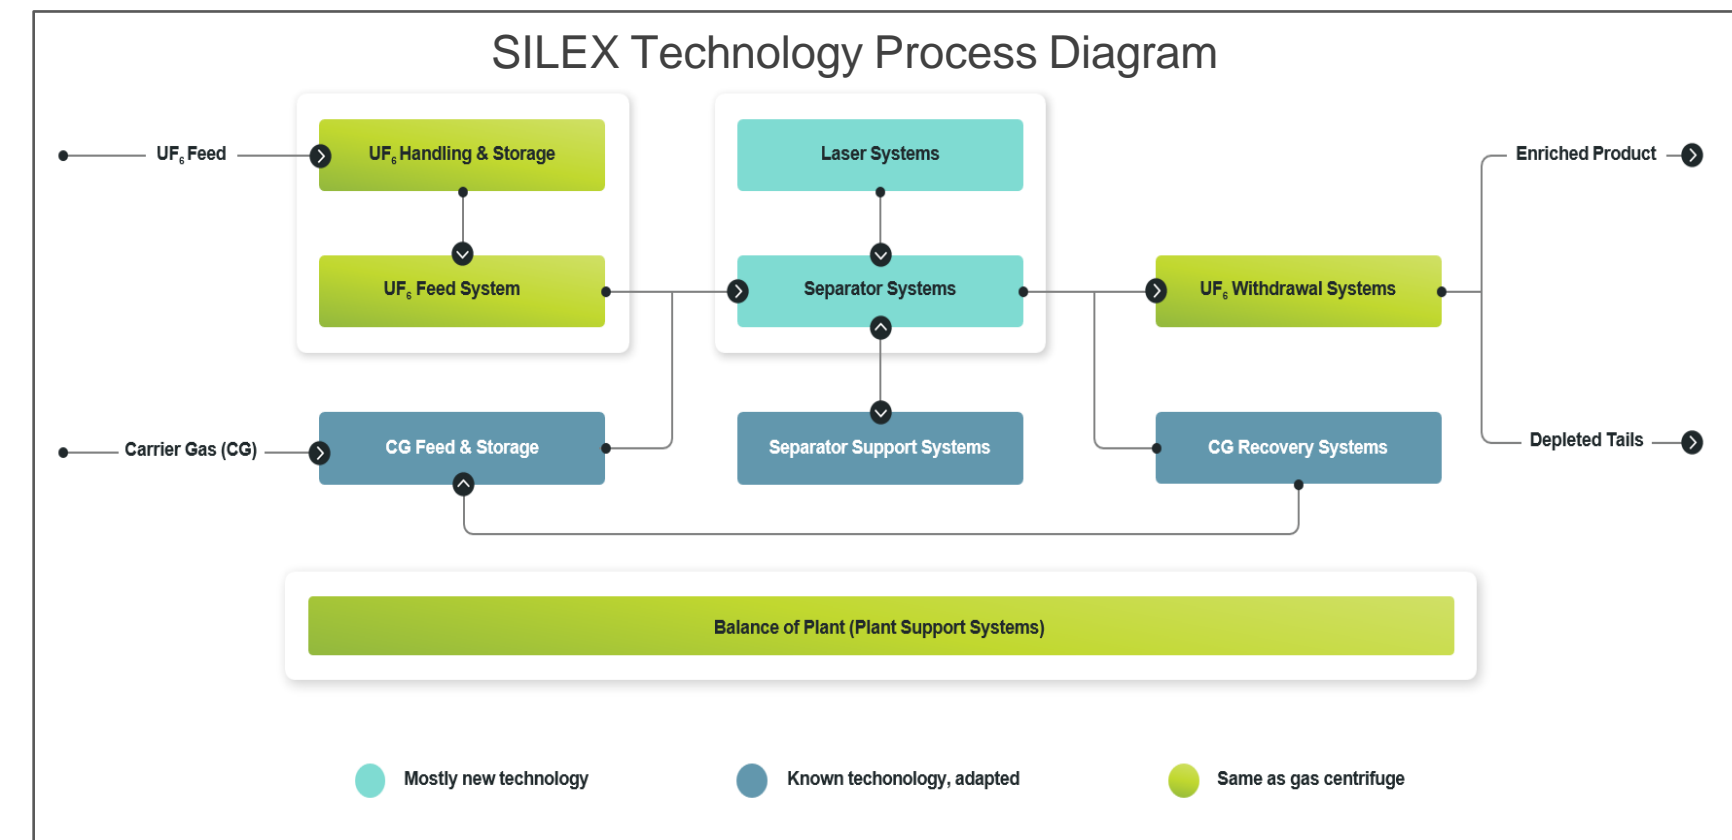 SILEX Technology Process Diagram
UF₆ Feed
UF₆ Handling & Storage
Laser Systems
Enriched Product
UF₆ Feed System
Separator Systems
UF₆ Withdrawal Systems
Carrier Gas (CG)
CG Feed & Storage
Separator Support Systems
CG Recovery Systems
Depleted Tails
Balance of Plant (Plant Support Systems)
Mostly new technology
Known techonology, adapted
Same as gas centrifuge